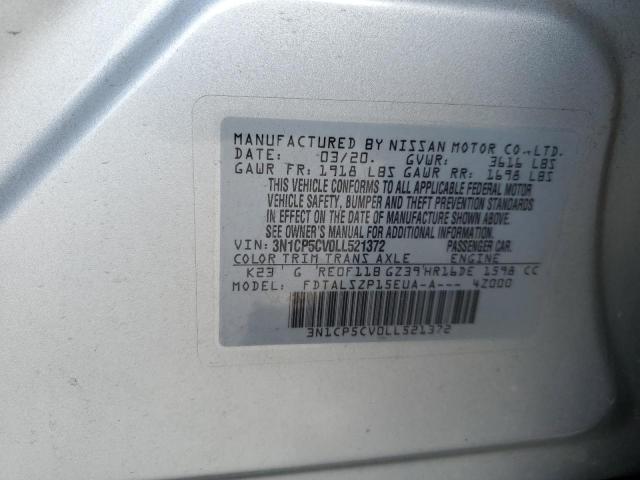 MANUFACTURED BY NISSAN MOTOR CO.,LTD.
DATE: 03/20. GVWR: 3616 LBS
GAWR FR: 1918 LBS GAWR RR: 1698 LBS
THIS VEHICLE CONFORMS TO ALL APPLICABLE FEDERAL MOTOR
VEHICLE SAFETY, BUMPER AND THEFT PREVENTION STANDARDS
IN EFFECT ON THE DATE OF MANUFACTURE SHOWN ABOVE.
SEE OWNER'S MANUAL FOR ADDITIONAL INFORMATION.
VIN: 3N1CP5CV0LL521372 PASSENGER CAR.
COLOR TRIM TRANS AXLE ENGINE
K23 G RE0F11B GZ39 HR16DE 1598 CC
MODEL: FDTALSZP15EUA-A--- 4Z000
3N1CP5CV0LL521372